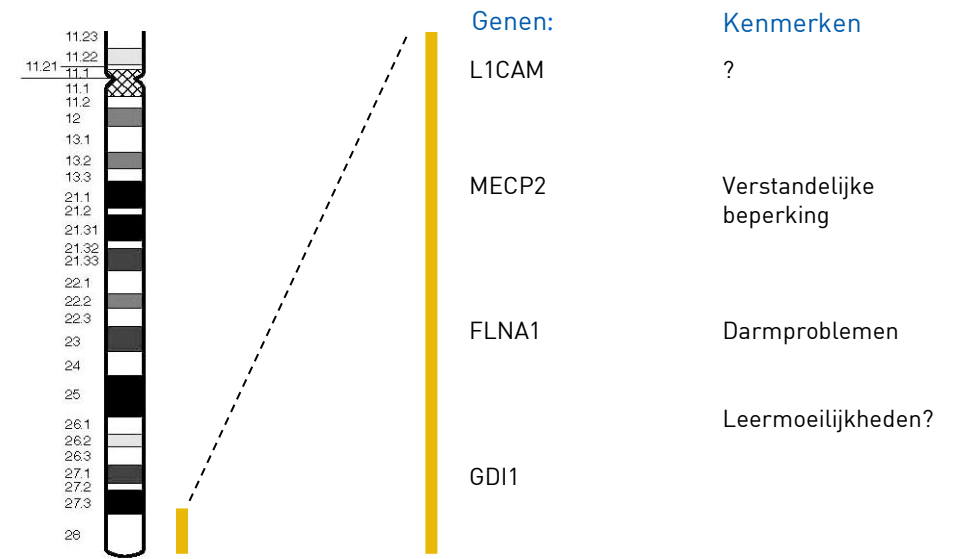 11.23
11.22
11.21
11.1
11.1
11.2
12
13.1
13.2
13.3
21.1
21.2
21.31
21.32
21.33
22.1
22.2
22.3
23
24
25
26.1
26.2
26.3
27.1
27.2
27.3
28
Genen:
Kenmerken
L1CAM
?
MECP2
Verstandelijke
beperking
FLNA1
Darmproblemen
Leermoeilijkheden?
GDI1